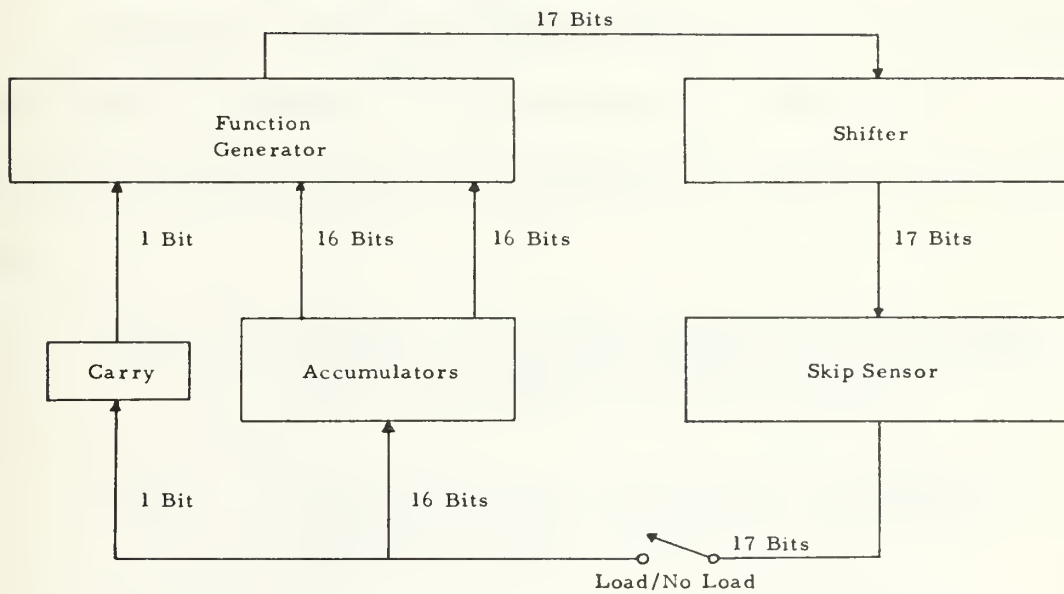 17 Bits
Function
Generator
Shifter
1 Bit
16 Bits
16 Bits
17 Bits
Carry
Accumulators
Skip Sensor
1 Bit
16 Bits
17 Bits
Load/No Load